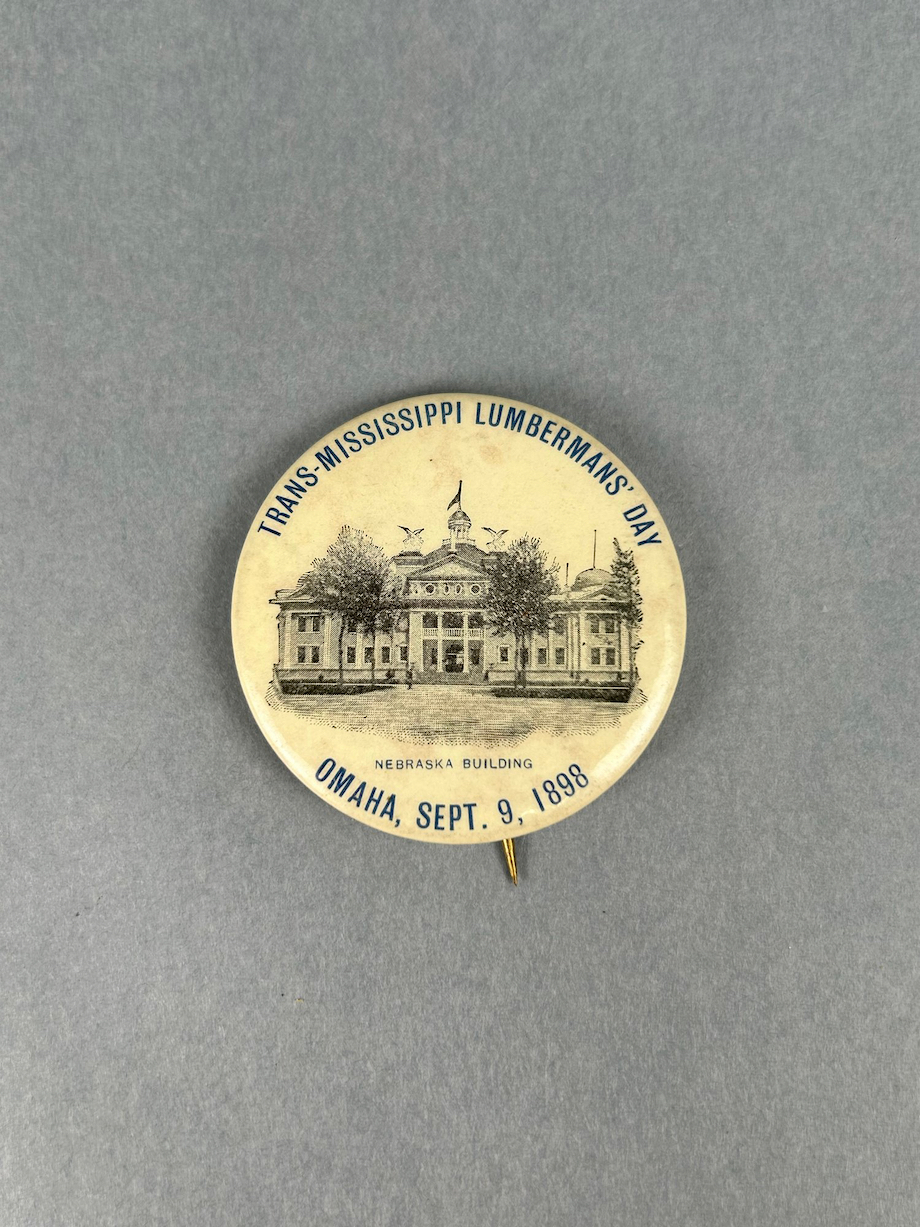 TRANS-MISSISSIPPI LUMBERMANS' DAY
NEBRASKA BUILDING
OMAHA, SEPT. 9, 1898